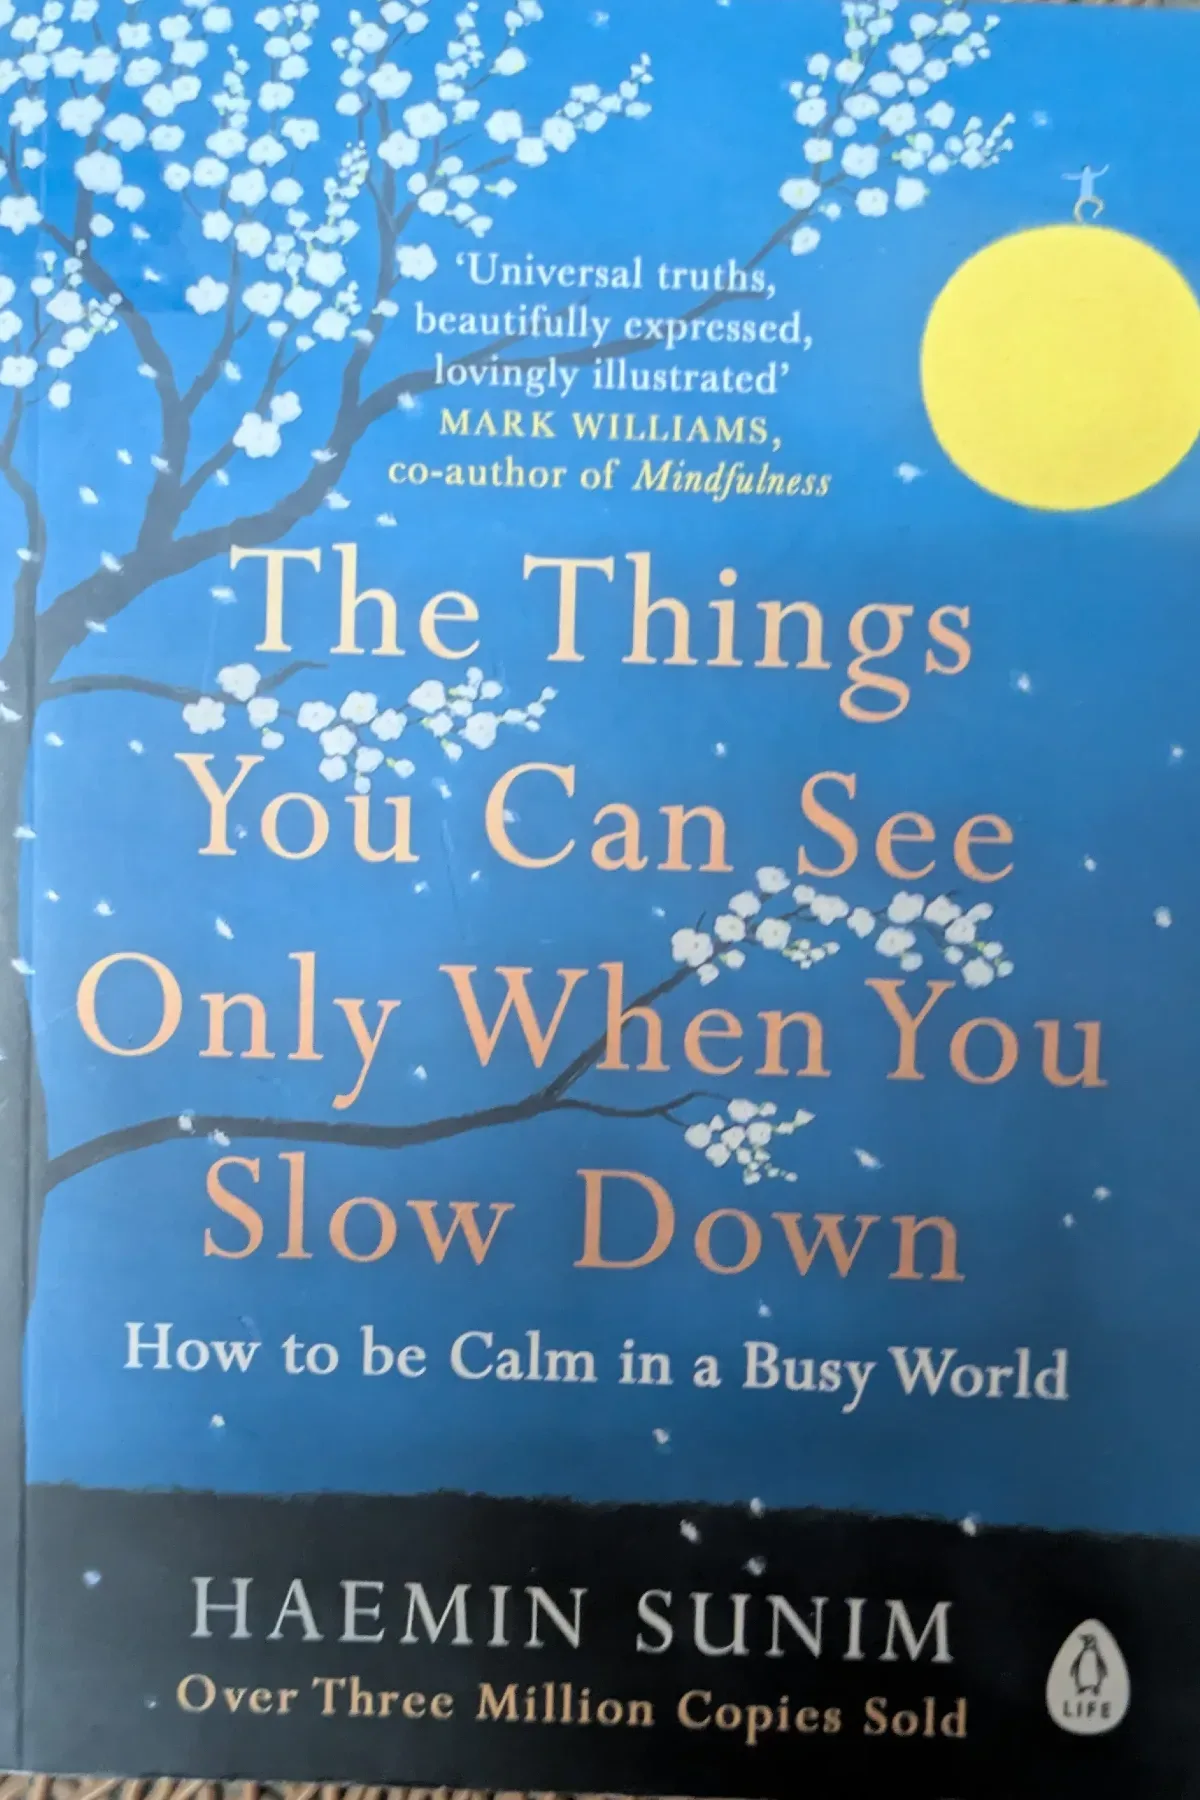 ‘Universal truths,
beautifully expressed,
lovingly illustrated’
MARK WILLIAMS,
co-author of Mindfulness
The Things
You Can See
Only When You
Slow Down
How to be Calm in a Busy World
HAEMIN SUNIM
Over Three Million Copies Sold
LIFE